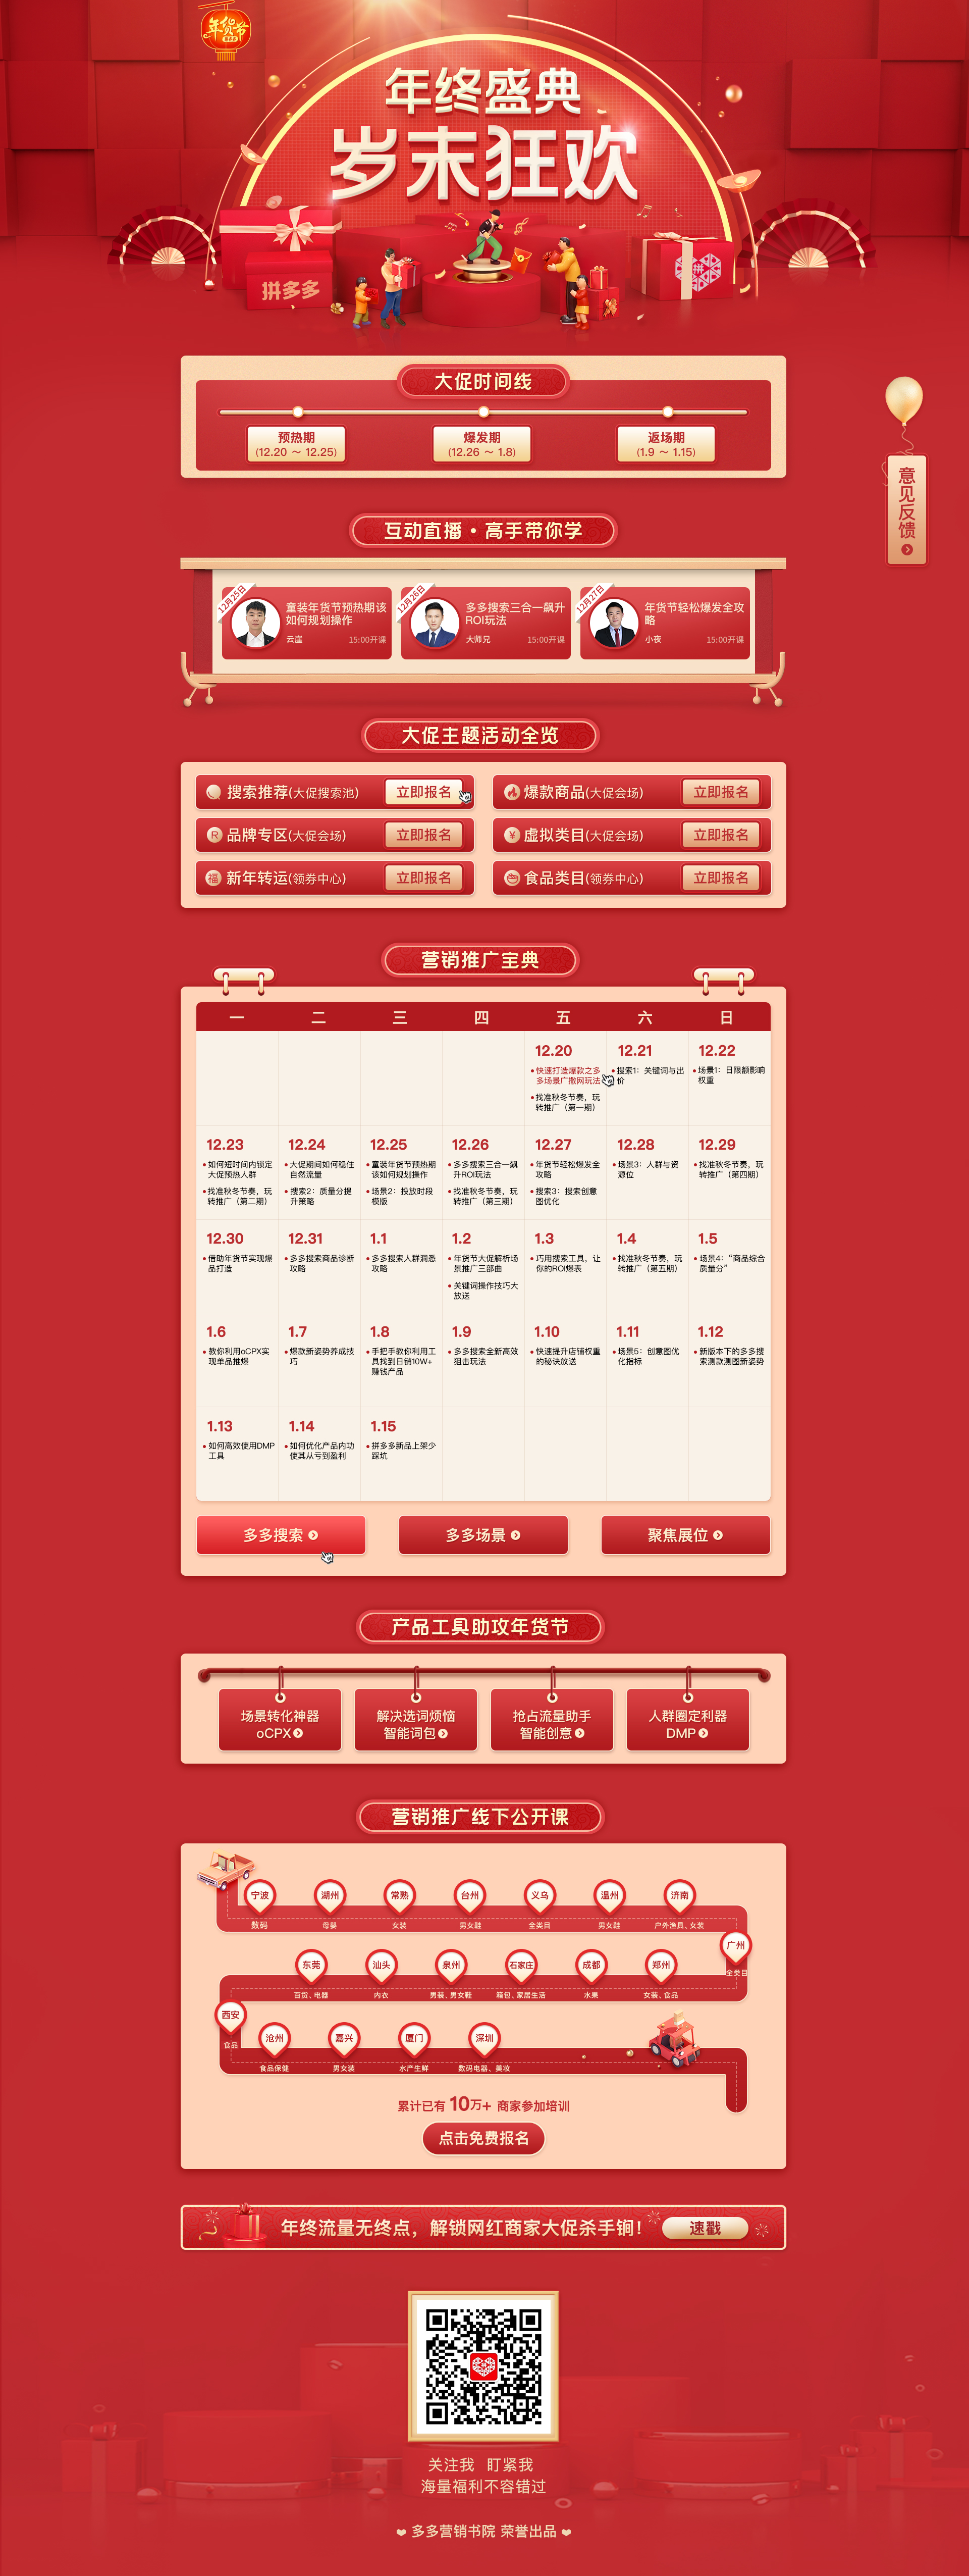 年货节
年终盛典
岁末狂欢
拼多多
拼
大促时间线
预热期
(12.20 ～ 12.25)
爆发期
(12.26 ～ 1.8)
返场期
(1.9 ～ 1.15)
意见反馈
互动直播·高手带你学
12月25日
童装年货节预热期该
如何规划操作
云崖
15:00开课
12月26日
多多搜索三合一飙升
ROI玩法
大师兄
15:00开课
12月27日
年货节轻松爆发全攻
略
小夜
15:00开课
大促主题活动全览
搜索推荐(大促搜索池)
立即报名
爆款商品(大促会场)
立即报名
R
品牌专区(大促会场)
立即报名
¥
虚拟类目(大促会场)
立即报名
福
新年转运(领券中心)
立即报名
食品类目(领券中心)
立即报名
营销推广宝典
一 二 三 四 五 六 日
12.20
•快速打造爆款之多
多场景广撒网玩法
•找准秋冬节奏，玩
转推广（第一期）
12.21
•搜索1：关键词与出
价
12.22
•场景1：日限额影响
权重
12.23
•如何短时间内锁定
大促预热人群
•找准秋冬节奏，玩
转推广（第二期）
12.24
•大促期间如何稳住
自然流量
•搜索2：质量分提
升策略
12.25
•童装年货节预热期
该如何规划操作
•场景2：投放时段
模版
12.26
•多多搜索三合一飙
升ROI玩法
•找准秋冬节奏，玩
转推广（第三期）
12.27
•年货节轻松爆发全
攻略
•搜索3：搜索创意
图优化
12.28
•场景3：人群与资
源位
12.29
•找准秋冬节奏，玩
转推广（第四期）
12.30
•借助年货节实现爆
品打造
12.31
•多多搜索商品诊断
攻略
1.1
•多多搜索人群洞悉
攻略
1.2
•年货节大促解析场
景推广三部曲
•关键词操作技巧大
放送
1.3
•巧用搜索工具，让
你的ROI爆表
1.4
•找准秋冬节奏，玩
转推广（第五期）
1.5
•场景4：“商品综合
质量分”
1.6
•教你利用oCPX实
现单品推爆
1.7
•爆款新姿势养成技
巧
1.8
•手把手教你利用工
具找到日销10W+
赚钱产品
1.9
•多多搜索全新高效
狙击玩法
1.10
•快速提升店铺权重
的秘诀放送
1.11
•场景5：创意图优
化指标
1.12
•新版本下的多多搜
索测款测图新姿势
1.13
•如何高效使用DMP
工具
1.14
•如何优化产品内功
使其从亏到盈利
1.15
•拼多多新品上架少
踩坑
多多搜索
多多场景
聚焦展位
产品工具助攻年货节
场景转化神器
oCPX
解决选词烦恼
智能词包
抢占流量助手
智能创意
人群圈定利器
DMP
营销推广线下公开课
宁波 湖州 常熟 台州 义乌 温州 济南
数码 母婴 女装 男女鞋 全类目 男女鞋 户外渔具、女装
广州
全类目
东莞 汕头 泉州 石家庄 成都 郑州
百货、电器 内衣 男装、男女鞋 箱包、家居生活 水果 女装、食品
西安
食品
沧州 嘉兴 厦门 深圳
食品保健 男女装 水产生鲜 数码电器、美妆
累计已有 10万+ 商家参加培训
点击免费报名
年终流量无终点，解锁网红商家大促杀手锏！
速戳
关注我 盯紧我
海量福利不容错过
多多营销书院 荣誉出品